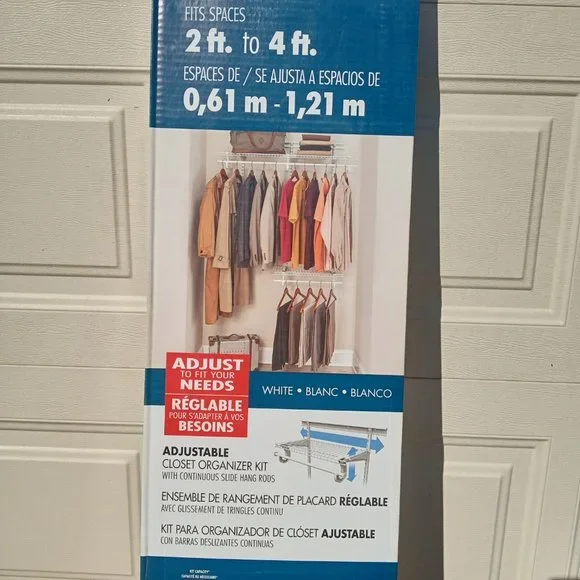 FITS SPACES
2 ft. to 4 ft.
ESPACES DE / SE AJUSTA A ESPACIOS DE
0,61 m - 1,21 m
ADJUST
TO FIT YOUR
NEEDS
RÉGLABLE
POUR S'ADAPTER À VOS
BESOINS
WHITE • BLANC • BLANCO
ADJUSTABLE
CLOSET ORGANIZER KIT
WITH CONTINUOUS SLIDE HANG RODS
ENSEMBLE DE RANGEMENT DE PLACARD RÉGLABLE
AVEC GLISSEMENT DE TRINGLES CONTINU
KIT PARA ORGANIZADOR DE CLÓSET AJUSTABLE
CON BARRAS DESLIZANTES CONTINUAS
KIT CAPACITY*